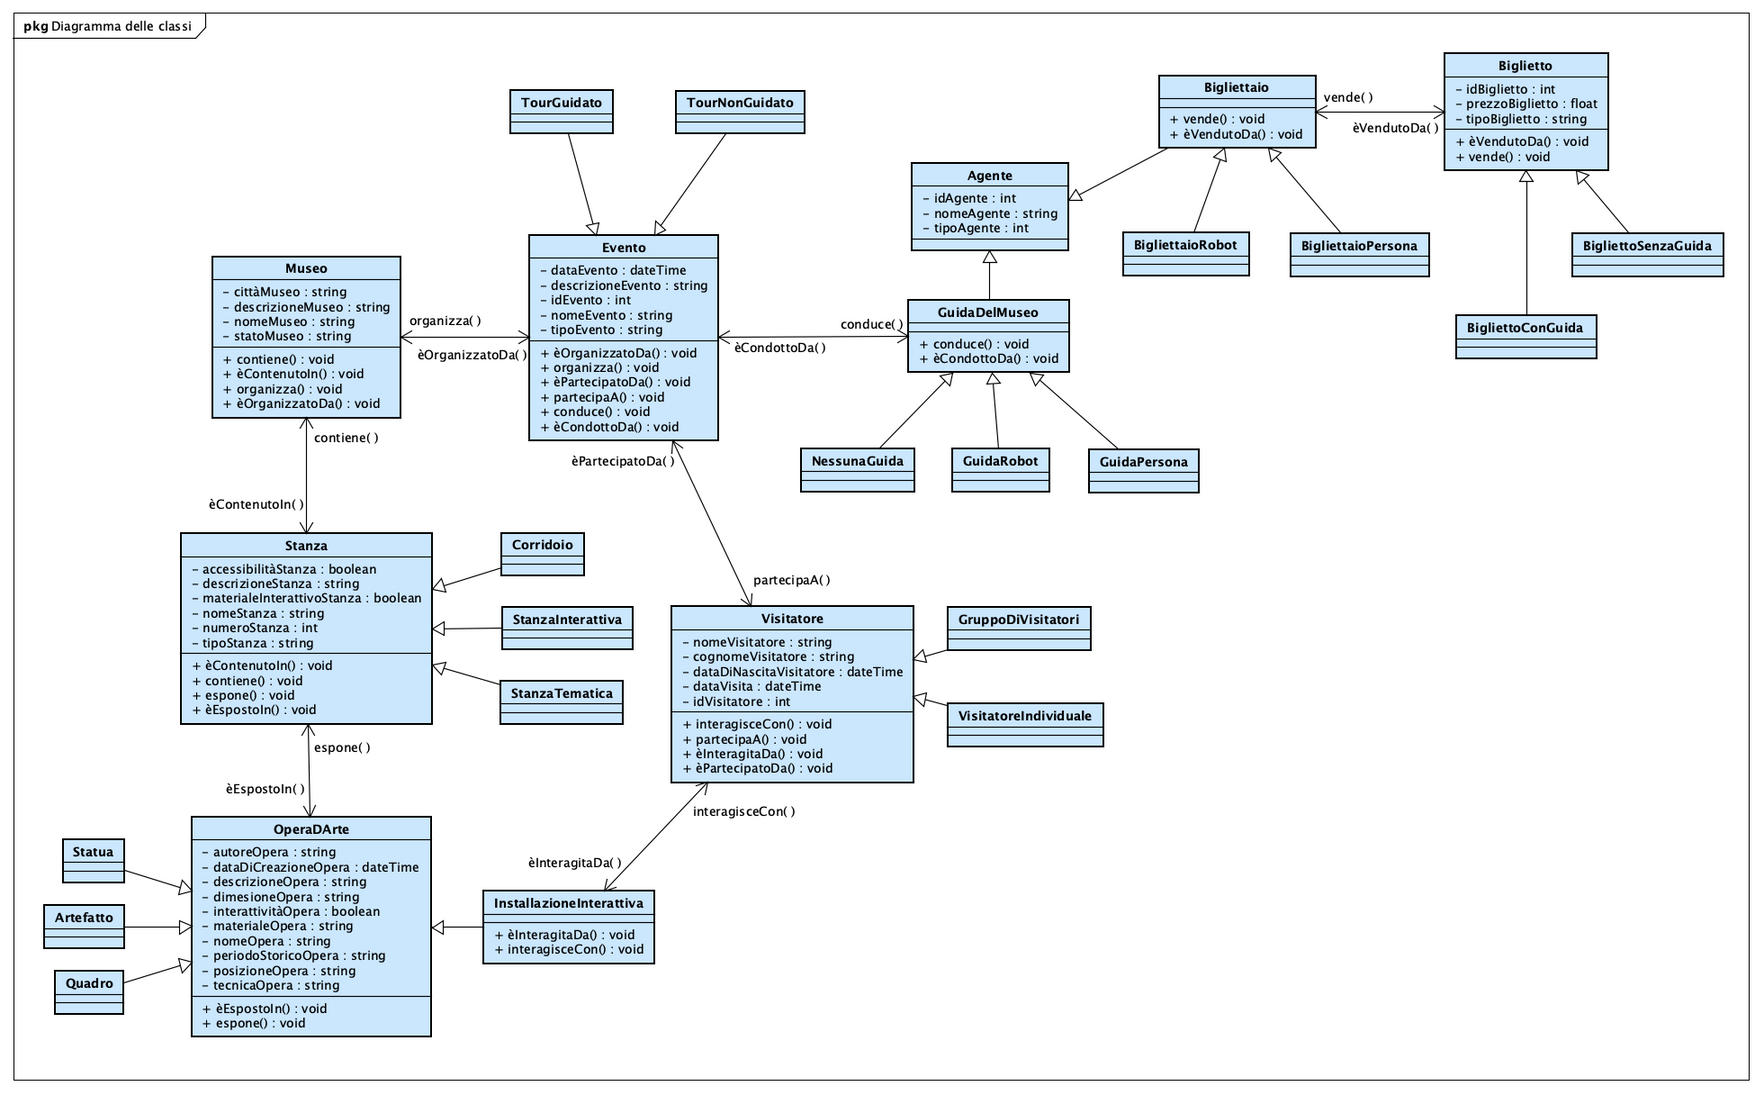 pkg Diagramma delle classi
TourGuidato
TourNonGuidato
Evento
- dataEvento : dateTime
- descrizioneEvento : string
- idEvento : int
- nomeEvento : string
- tipoEvento : string
+ èOrganizzatoDa() : void
+ organizza() : void
+ èPartecipatoDa() : void
+ partecipaA() : void
+ conduce() : void
+ èCondottoDa() : void
Museo
- cittàMuseo : string
- descrizioneMuseo : string
- nomeMuseo : string
- statoMuseo : string
+ contiene() : void
+ èContenutoIn() : void
+ organizza() : void
+ èOrganizzatoDa() : void
organizza()
èOrganizzatoDa()
Agente
- idAgente : int
- nomeAgente : string
- tipoAgente : int
Bigliettaio
+ vende() : void
+ èVendutoDa() : void
vende()
èVendutoDa()
Biglietto
- idBiglietto : int
- prezzoBiglietto : float
- tipoBiglietto : string
+ èVendutoDa() : void
+ vende() : void
BigliettaioRobot
BigliettaioPersona
BigliettoSenzaGuida
BigliettoConGuida
conduce()
èCondottoDa()
GuidaDelMuseo
+ conduce() : void
+ èCondottoDa() : void
NessunaGuida
GuidaRobot
GuidaPersona
contiene()
èContenutoIn()
èPartecipatoDa()
partecipaA()
Stanza
- accessibilitàStanza : boolean
- descrizioneStanza : string
- materialeInterattivoStanza : boolean
- nomeStanza : string
- numeroStanza : int
- tipoStanza : string
+ èContenutoIn() : void
+ contiene() : void
+ espone() : void
+ èEspostoIn() : void
Corridoio
StanzaInterattiva
StanzaTematica
Visitatore
- nomeVisitatore : string
- cognomeVisitatore : string
- dataDiNascitaVisitatore : dateTime
- dataVisita : dateTime
- idVisitatore : int
+ interagisceCon() : void
+ partecipaA() : void
+ èInteragitaDa() : void
+ èPartecipatoDa() : void
GruppoDiVisitatori
VisitatoreIndividuale
espone()
èEspostoIn()
interagisceCon()
èInteragitaDa()
OperaDArte
- autoreOpera : string
- dataDiCreazioneOpera : dateTime
- descrizioneOpera : string
- dimesioneOpera : string
- interattivitàOpera : boolean
- materialeOpera : string
- nomeOpera : string
- periodoStoricoOpera : string
- posizioneOpera : string
- tecnicaOpera : string
+ èEspostoIn() : void
+ espone() : void
Statua
Artefatto
Quadro
InstallazioneInterattiva
+ èInteragitaDa() : void
+ interagisceCon() : void